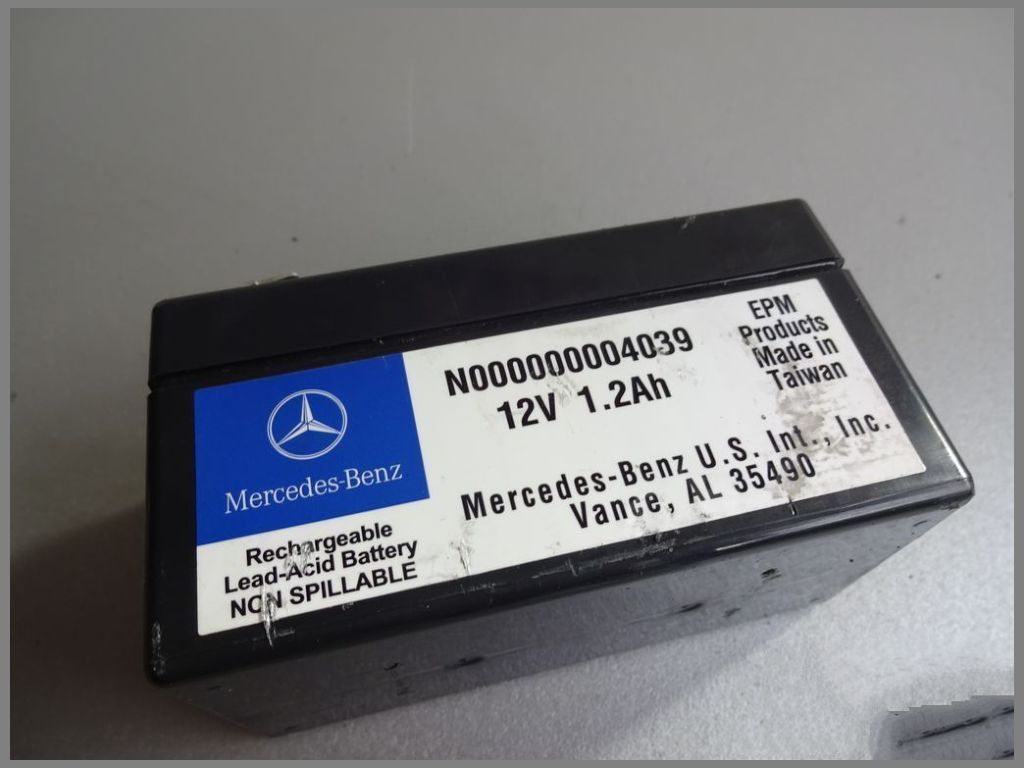 Mercedes-Benz
Rechargeable
Lead-Acid Battery
NON SPILLABLE
N000000004039
12V 1.2Ah
EPM
Products
Made in
Taiwan
Mercedes-Benz U.S. Int., Inc.
Vance, AL 35490